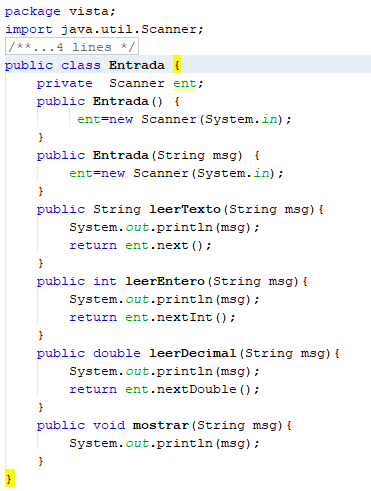 package vista;
import java.util.Scanner;
/**...4 lines */
public class Entrada {
    private  Scanner ent;
    public Entrada() {
         ent=new Scanner(System.in);
    }
    public Entrada(String msg) {
        ent=new Scanner(System.in);
    }
    public String leerTexto(String msg){
        System.out.println(msg);
        return ent.next();
    }
    public int leerEntero(String msg){
        System.out.println(msg);
        return ent.nextInt();
    }
    public double leerDecimal(String msg){
        System.out.println(msg);
        return ent.nextDouble();
    }
    public void mostrar(String msg){
        System.out.println(msg);
    }
}